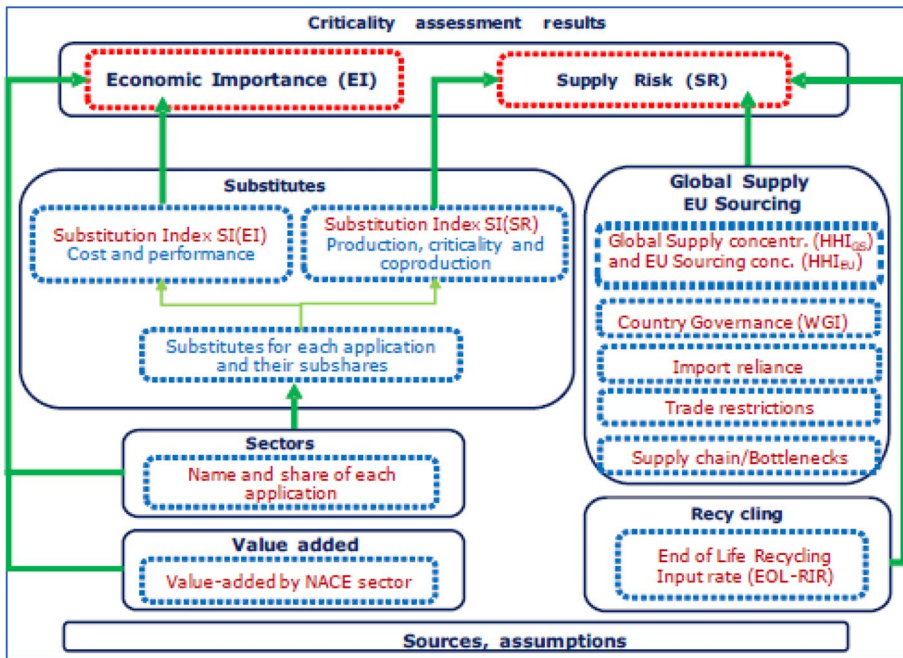 Criticality assessment results
Economic Importance (EI)
Supply Risk (SR)
Substitutes
Substitution Index SI(EI)
Cost and performance
Substitution Index SI(SR)
Production, criticality and
coproduction
Substitutes for each application
and their subshares
Global Supply
EU Sourcing
Global Supply concentr. (HHIGS)
and EU Sourcing conc. (HHIEU)
Country Governance (WGI)
Import reliance
Trade restrictions
Supply chain/Bottlenecks
Sectors
Name and share of each
application
Value added
Value-added by NACE sector
Recycling
End of Life Recycling
Input rate (EOL-RIR)
Sources, assumptions